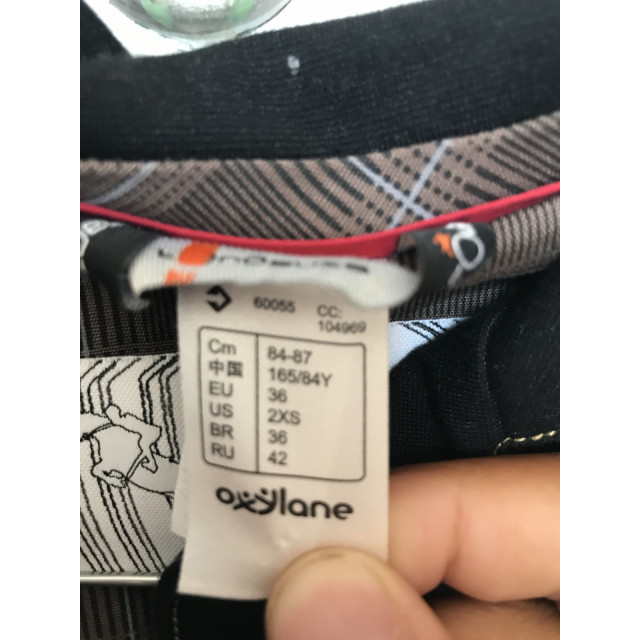 60055 CC:
104969
Cm 84-87
中国 165/84Y
EU 36
US 2XS
BR 36
RU 42
oxylane